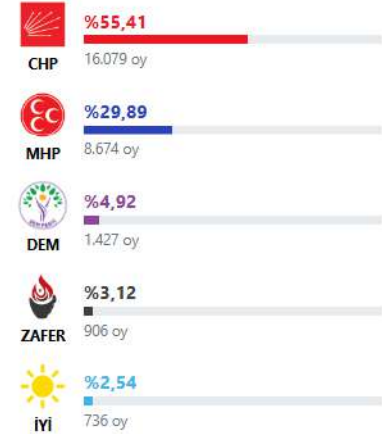 %55,41
CHP
16.079 oy
%29,89
MHP
8.674 oy
%4,92
DEM
1.427 oy
%3,12
ZAFER
906 oy
%2,54
İYİ
736 oy